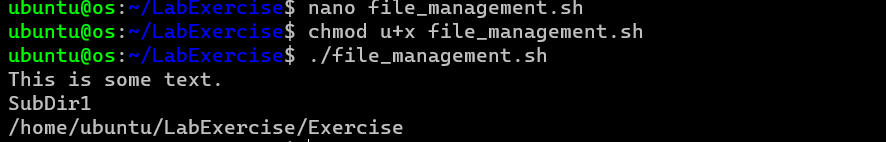 ubuntu@os:~/LabExercise$ nano file_management.sh
ubuntu@os:~/LabExercise$ chmod u+x file_management.sh
ubuntu@os:~/LabExercise$ ./file_management.sh
This is some text.
SubDir1
/home/ubuntu/LabExercise/Exercise